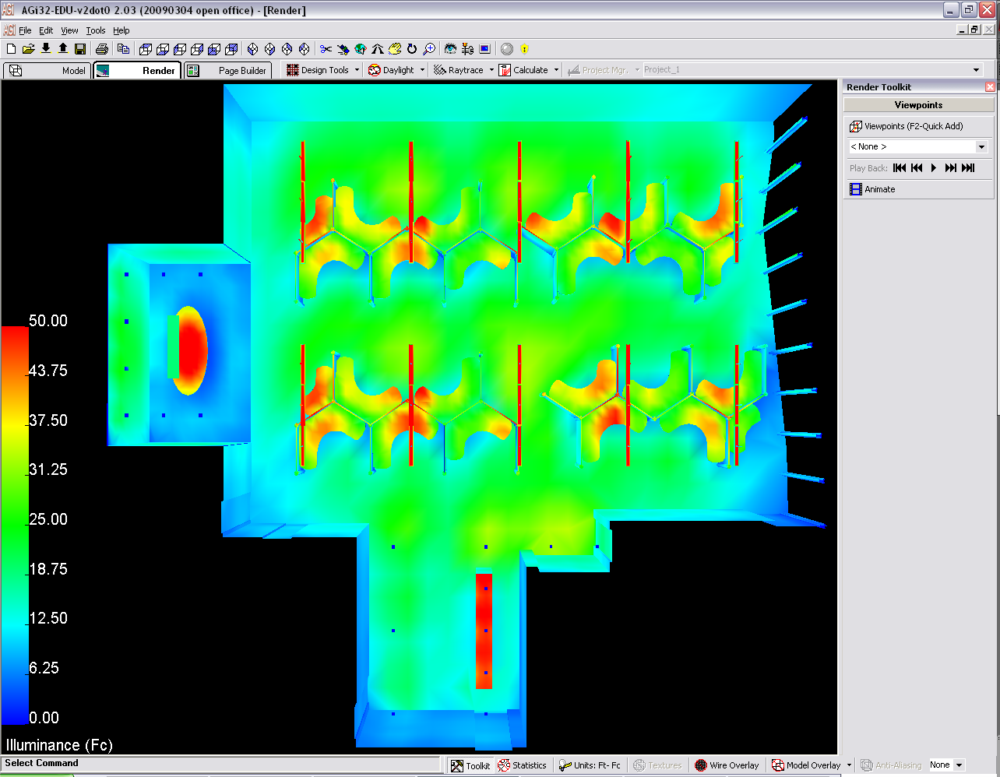 AGi32-EDU-v2dot0 2.03 (20090304 open office) - [Render]
File Edit View Tools Help
Model Render Page Builder Design Tools Daylight Raytrace Calculate Project Mgr. Project_1
Render Toolkit
Viewpoints
Viewpoints (F2-Quick Add)
< None >
Play Back:
Animate
50.00
43.75
37.50
31.25
25.00
18.75
12.50
6.25
0.00
Illuminance (Fc)
Select Command Toolkit Statistics Units: Ft- Fc Textures Wire Overlay Model Overlay Anti-Aliasing None